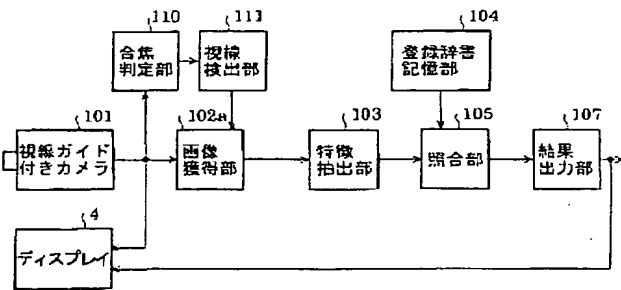 110
合焦
判定部
111
視線
検出部
104
登録辞書
記憶部
101
視線ガイド
付きカメラ
102a
画像
獲得部
103
特徴
抽出部
105
照合部
107
結果
出力部
4
ディスプレイ